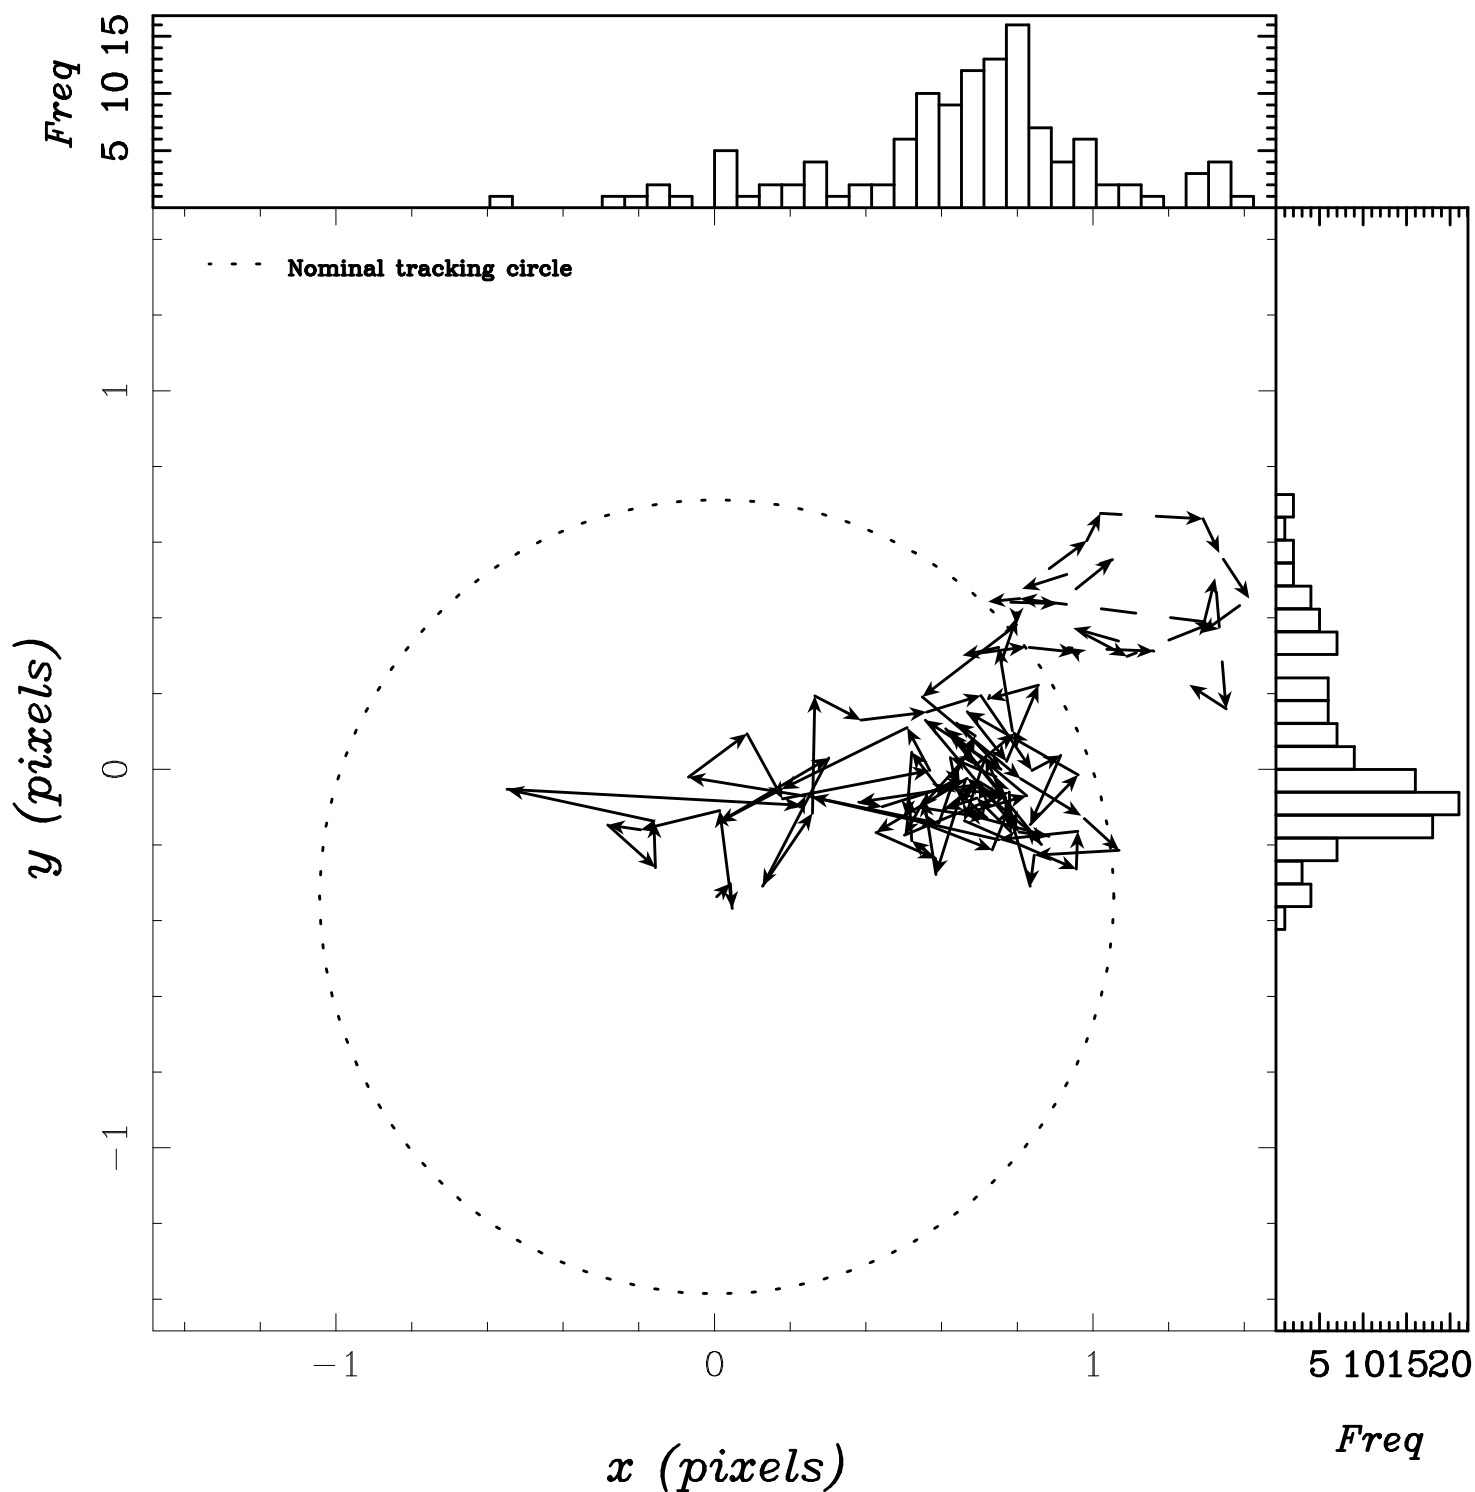 Freq
5 10 15
Nominal tracking circle
1
0
−1
y (pixels)
−1 0 1
5 10 15 20
x (pixels)
Freq